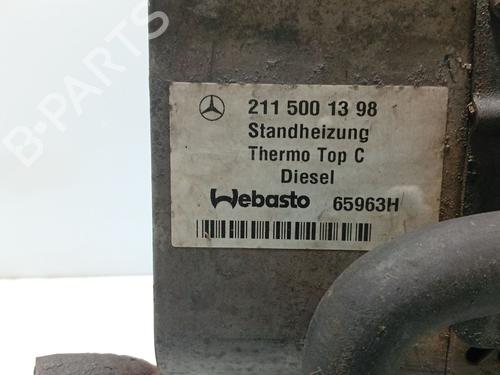 B-PARTS
211 500 13 98
Standheizung
Thermo Top C
Diesel
Webasto 65963H